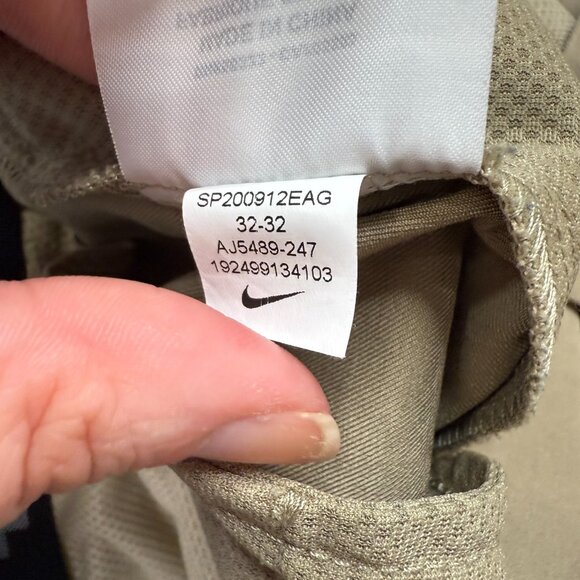 MADE IN CHINA
SP200912EAG
32-32
AJ5489-247
192499134103